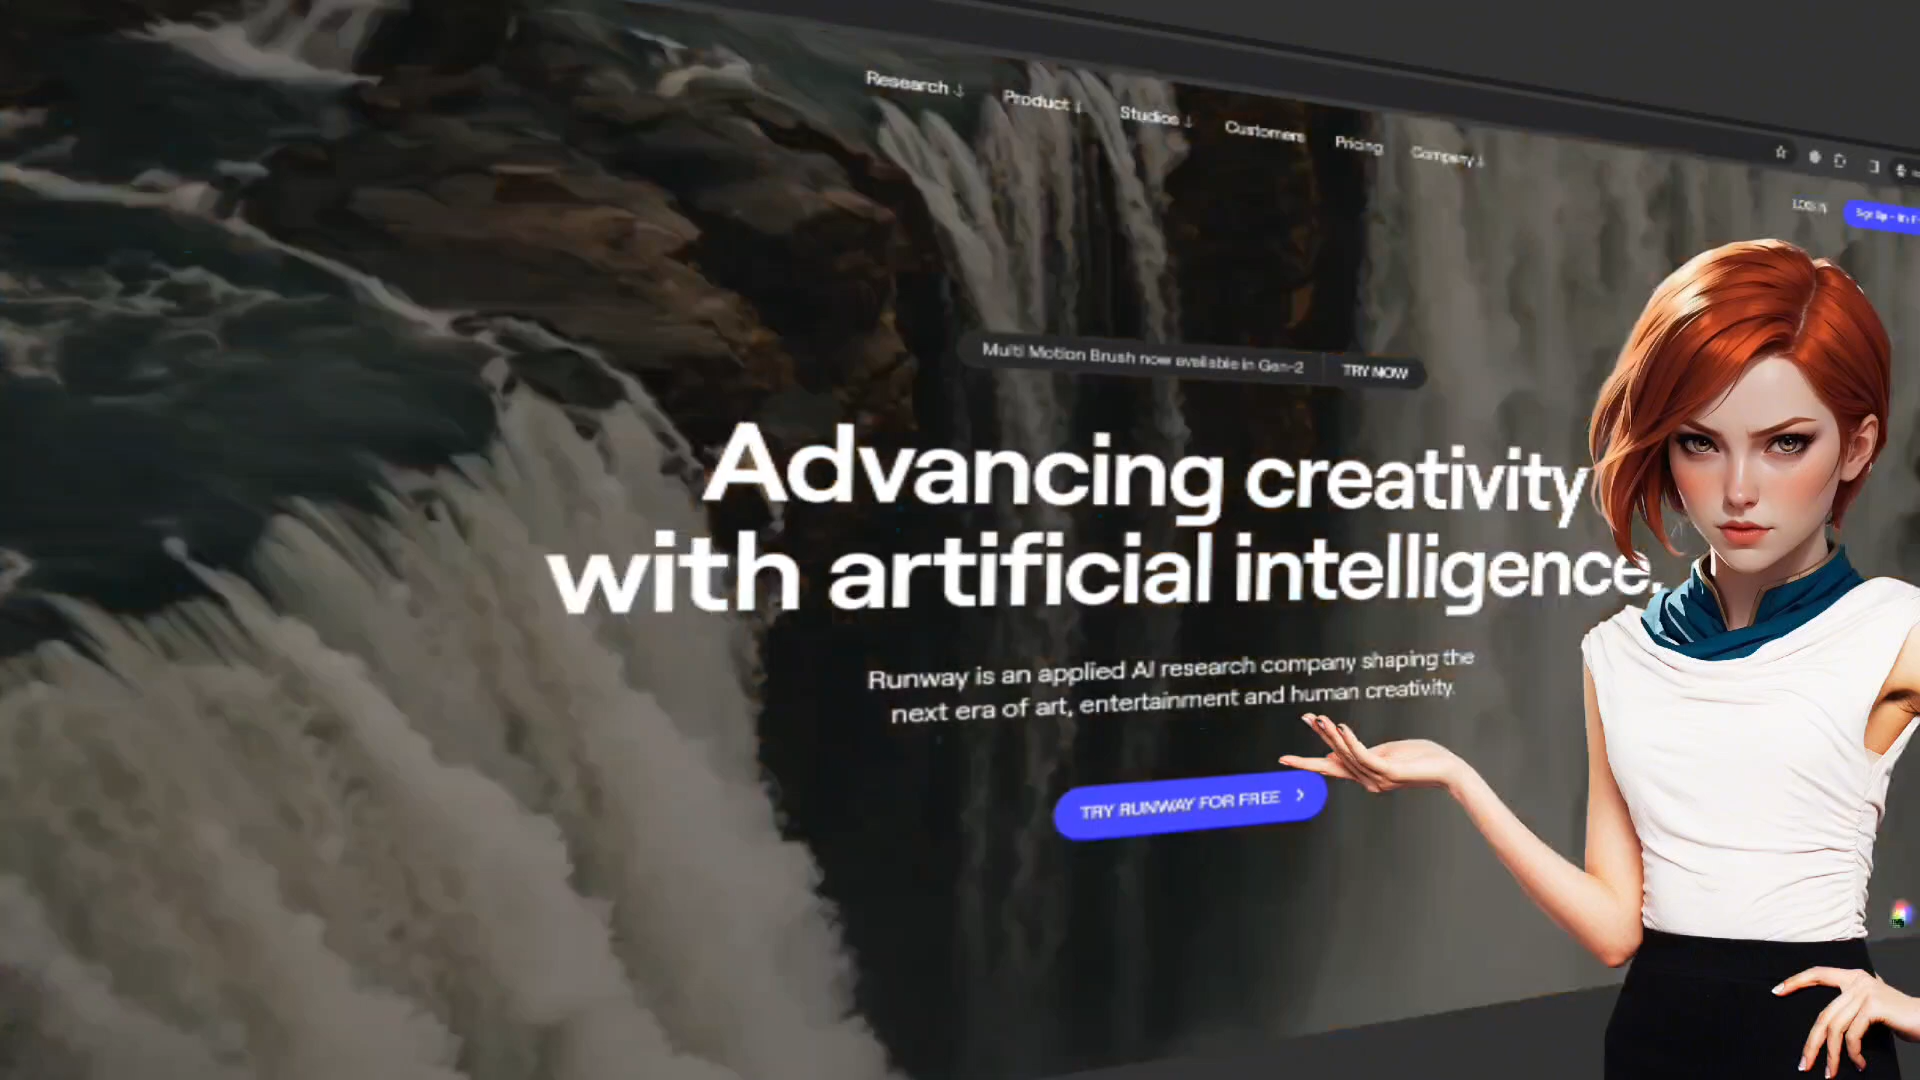 Research ↓ Product ↓ Studios ↓ Customers Pricing Company ↓
LOG IN
Multi Motion Brush now available in Gen-2 TRY NOW
Advancing creativity
with artificial intelligence.
Runway is an applied AI research company shaping the
next era of art, entertainment and human creativity.
TRY RUNWAY FOR FREE >